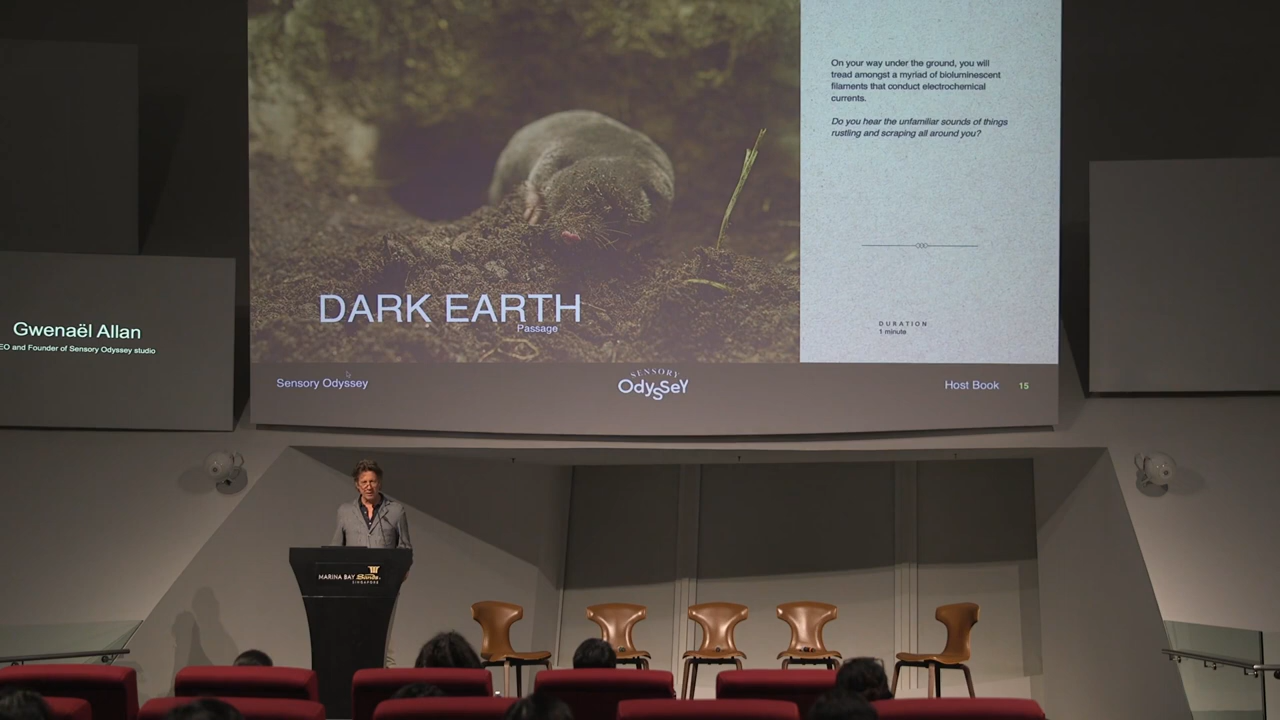 On your way under the ground, you will
tread amongst a myriad of bioluminescent
filaments that conduct electrochemical
currents.
Do you hear the unfamiliar sounds of things
rustling and scraping all around you?
DARK EARTH
Passage
DURATION
1 minute
Gwenaël Allan
EO and Founder of Sensory Odyssey studio
Sensory Odyssey
SENSORY
OdySSeY
Host Book 15
MARINA BAY Sands
SINGAPORE